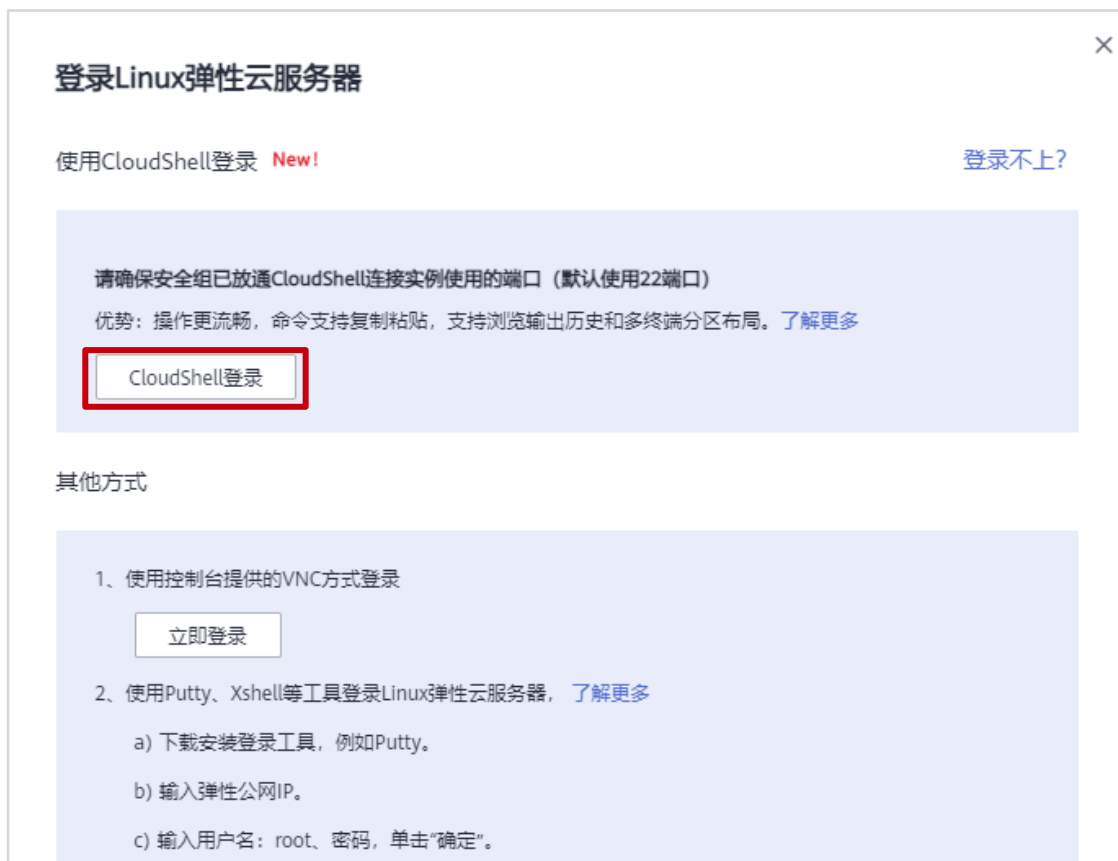 登录Linux弹性云服务器
使用CloudShell登录 New!
登录不上?
请确保安全组已放通CloudShell连接实例使用的端口（默认使用22端口）
优势：操作更流畅，命令支持复制粘贴，支持浏览输出历史和多终端分区布局。了解更多
CloudShell登录
其他方式
1、使用控制台提供的VNC方式登录
立即登录
2、使用Putty、Xshell等工具登录Linux弹性云服务器， 了解更多
a) 下载安装登录工具，例如Putty。
b) 输入弹性公网IP。
c) 输入用户名：root、密码，单击“确定”。